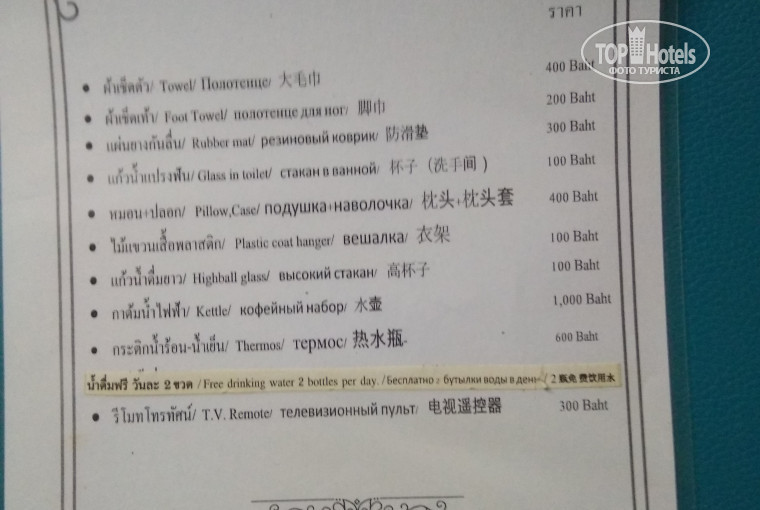 ราคา
TOP Hotels
ФОТО ТУРИСТА
• ผ้าเช็ดตัว/ Towel/ Полотенце/ 大毛巾 400 Baht
• ผ้าเช็ดเท้า/ Foot Towel/ полотенце для ног/ 脚巾 200 Baht
• แผ่นยางกันลื่น/ Rubber mat/ резиновый коврик/ 防滑垫 300 Baht
• แก้วน้ำแปรงฟัน/ Glass in toilet/ стакан в ванной/ 杯子 (洗手间) 100 Baht
• หมอน+ปลอก/ Pillow,Case/ подушка+наволочка/ 枕头+枕头套 400 Baht
• ไม้แขวนเสื้อพลาสติก/ Plastic coat hanger/ вешалка/ 衣架 100 Baht
• แก้วน้ำดื่มยาว/ Highball glass/ высокий стакан/ 高杯子 100 Baht
• กาต้มน้ำไฟฟ้า/ Kettle/ кофейный набор/ 水壶 1,000 Baht
• กระติกน้ำร้อน-น้ำเย็น/ Thermos/ термос/ 热水瓶 600 Baht
น้ำดื่มฟรี วันละ 2 ขวด /Free drinking water 2 bottles per day. /Бесплатно 2 бутылки воды в день /2 瓶免 费饮用水
• รีโมทโทรทัศน์/ T.V. Remote/ телевизионный пульт/ 电视遥控器 300 Baht